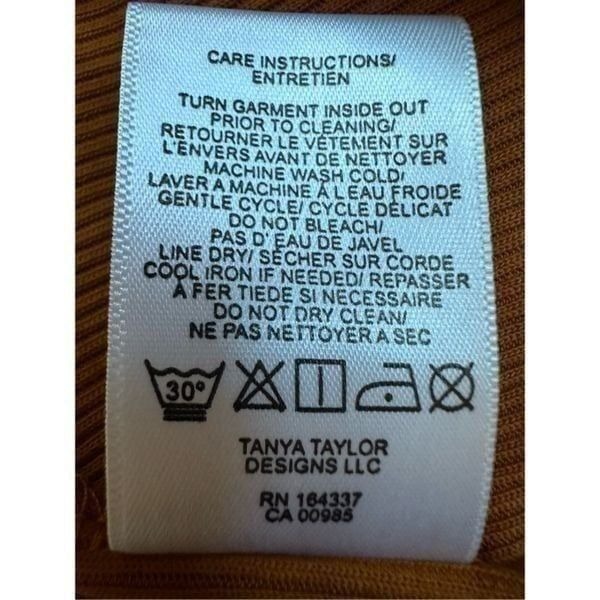 CARE INSTRUCTIONS/
ENTRETIEN
TURN GARMENT INSIDE OUT
PRIOR TO CLEANING/
RETOURNER LE VÉTEMENT SUR
L'ENVERS AVANT DE NETTOYER
MACHINE WASH COLD/
LAVER A MACHINE À L'EAU FROIDE
GENTLE CYCLE/ CYCLE DÉLICAT
DO NOT BLEACH/
PAS D' EAU DE JAVEL
LINE DRY/ SÉCHER SUR CORDE
COOL IRON IF NEEDED/ REPASSER
A FER TIEDE SI NECESSAIRE
DO NOT DRY CLEAN/
NE PAS NETTOYER A SEC
30°
TANYA TAYLOR
DESIGNS LLC
RN 164337
CA 00985